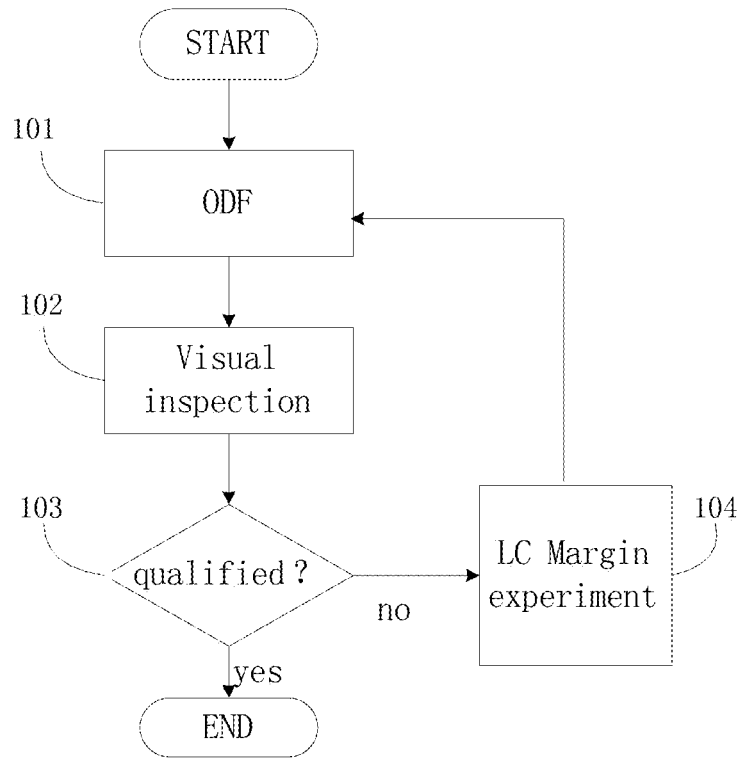 START
101
ODF
102
Visual
inspection
103
qualified?
no
LC Margin
experiment
104
yes
END